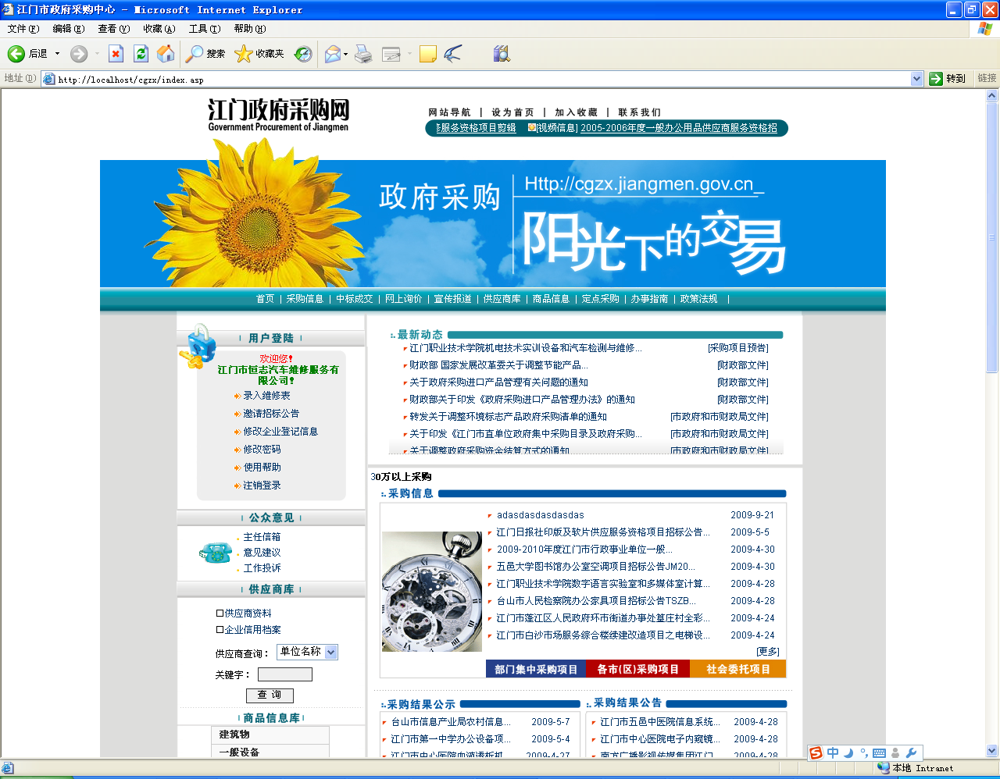 江门市政府采购中心 - Microsoft Internet Explorer
文件(F) 编辑(E) 查看(V) 收藏(A) 工具(T) 帮助(H)
后退 搜索 收藏夹
地址(D) http://localhost/cgzx/index.asp 转到 链接
江门政府采购网
Government Procurement of Jiangmen
网站导航 | 设为首页 | 加入收藏 | 联系我们
服务资格项目剪辑 [视频信息] 2005-2006年度一般办公用品供应商服务资格招
政府采购 Http://cgzx.jiangmen.gov.cn_
阳光下的交易
首页 | 采购信息 | 中标成交 | 网上询价 | 宣传报道 | 供应商库 | 商品信息 | 定点采购 | 办事指南 | 政策法规 |
用户登陆
欢迎您!
江门市恒志汽车维修服务有
限公司!
录入维修表
邀请招标公告
修改企业登记信息
修改密码
使用帮助
注销登录
公众意见
主任信箱
意见建议
工作投诉
供应商库
供应商资料
企业信用档案
供应商查询： 单位名称
关键字：
查 询
商品信息库
建筑物
一般设备
最新动态
江门职业技术学院机电技术实训设备和汽车检测与维修... [采购项目预告]
财政部 国家发展改革委关于调整节能产品... [财政部文件]
关于政府采购进口产品管理有关问题的通知 [财政部文件]
财政部关于印发《政府采购进口产品管理办法》的通知 [财政部文件]
转发关于调整环境标志产品政府采购清单的通知 [市政府和市财政局文件]
关于印发《江门市直单位政府集中采购目录及政府采购... [市政府和市财政局文件]
关于调整政府采购资金结算方式的通知 [市政府和市财政局文件]
30万以上采购
采购信息
adasdasdasdasdas 2009-9-21
江门日报社印版及软片供应服务资格项目招标公告... 2009-5-5
2009-2010年度江门市行政事业单位一般... 2009-4-30
五邑大学图书馆办公室空调项目招标公告JM20... 2009-4-30
江门职业技术学院数字语言实验室和多媒体室计算... 2009-4-28
台山市人民检察院办公家具项目招标公告TSZB... 2009-4-28
江门市蓬江区人民政府环市街道办事处篁庄村全彩... 2009-4-24
江门市白沙市场服务综合楼续建改造项目之电梯设... 2009-4-24
[更多]
部门集中采购项目 各市(区)采购项目 社会委托项目
采购结果公示
台山市信息产业局农村信息... 2009-5-7
江门市第一中学办公设备项... 2009-5-4
江门市中心医院血液透析机 2009-4-27
采购结果公告
江门市五邑中医院信息系统... 2009-4-28
江门市中心医院电子内窥镜... 2009-4-28
南方广播影视传媒集团江门 2009-4-28
中
本地 Intranet